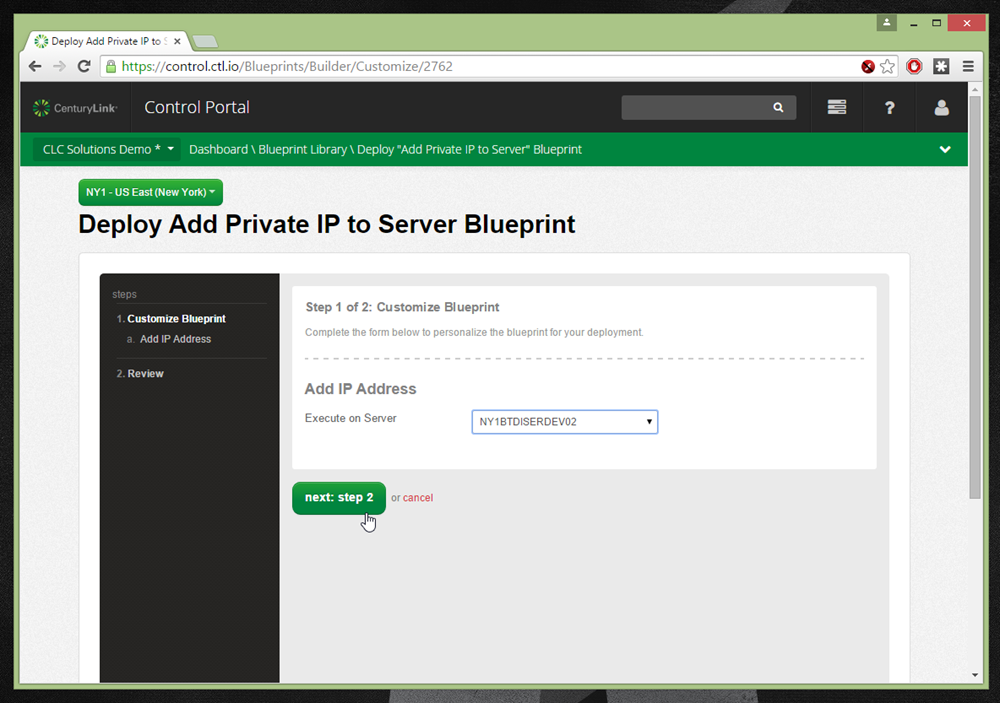 Deploy Add Private IP to S
https://control.ctl.io/Blueprints/Builder/Customize/2762
CenturyLink
Control Portal
?
CLC Solutions Demo *
Dashboard \ Blueprint Library \ Deploy "Add Private IP to Server" Blueprint
NY1 - US East (New York)
Deploy Add Private IP to Server Blueprint
steps
1. Customize Blueprint
a. Add IP Address
2. Review
Step 1 of 2: Customize Blueprint
Complete the form below to personalize the blueprint for your deployment.
Add IP Address
Execute on Server
NY1BTDISERDEV02
next: step 2
or cancel